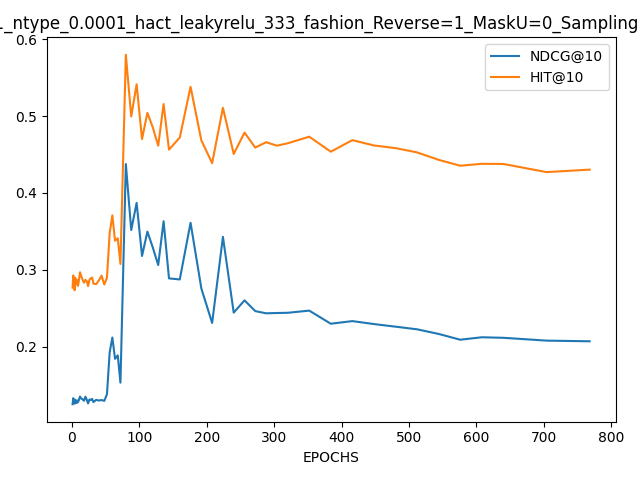 _ntype_0.0001_hact_leakyrelu_333_fashion_Reverse=1_MaskU=0_Sampling
NDCG@10
HIT@10
0.6
0.5
0.4
0.3
0.2
0 100 200 300 400 500 600 700 800
EPOCHS